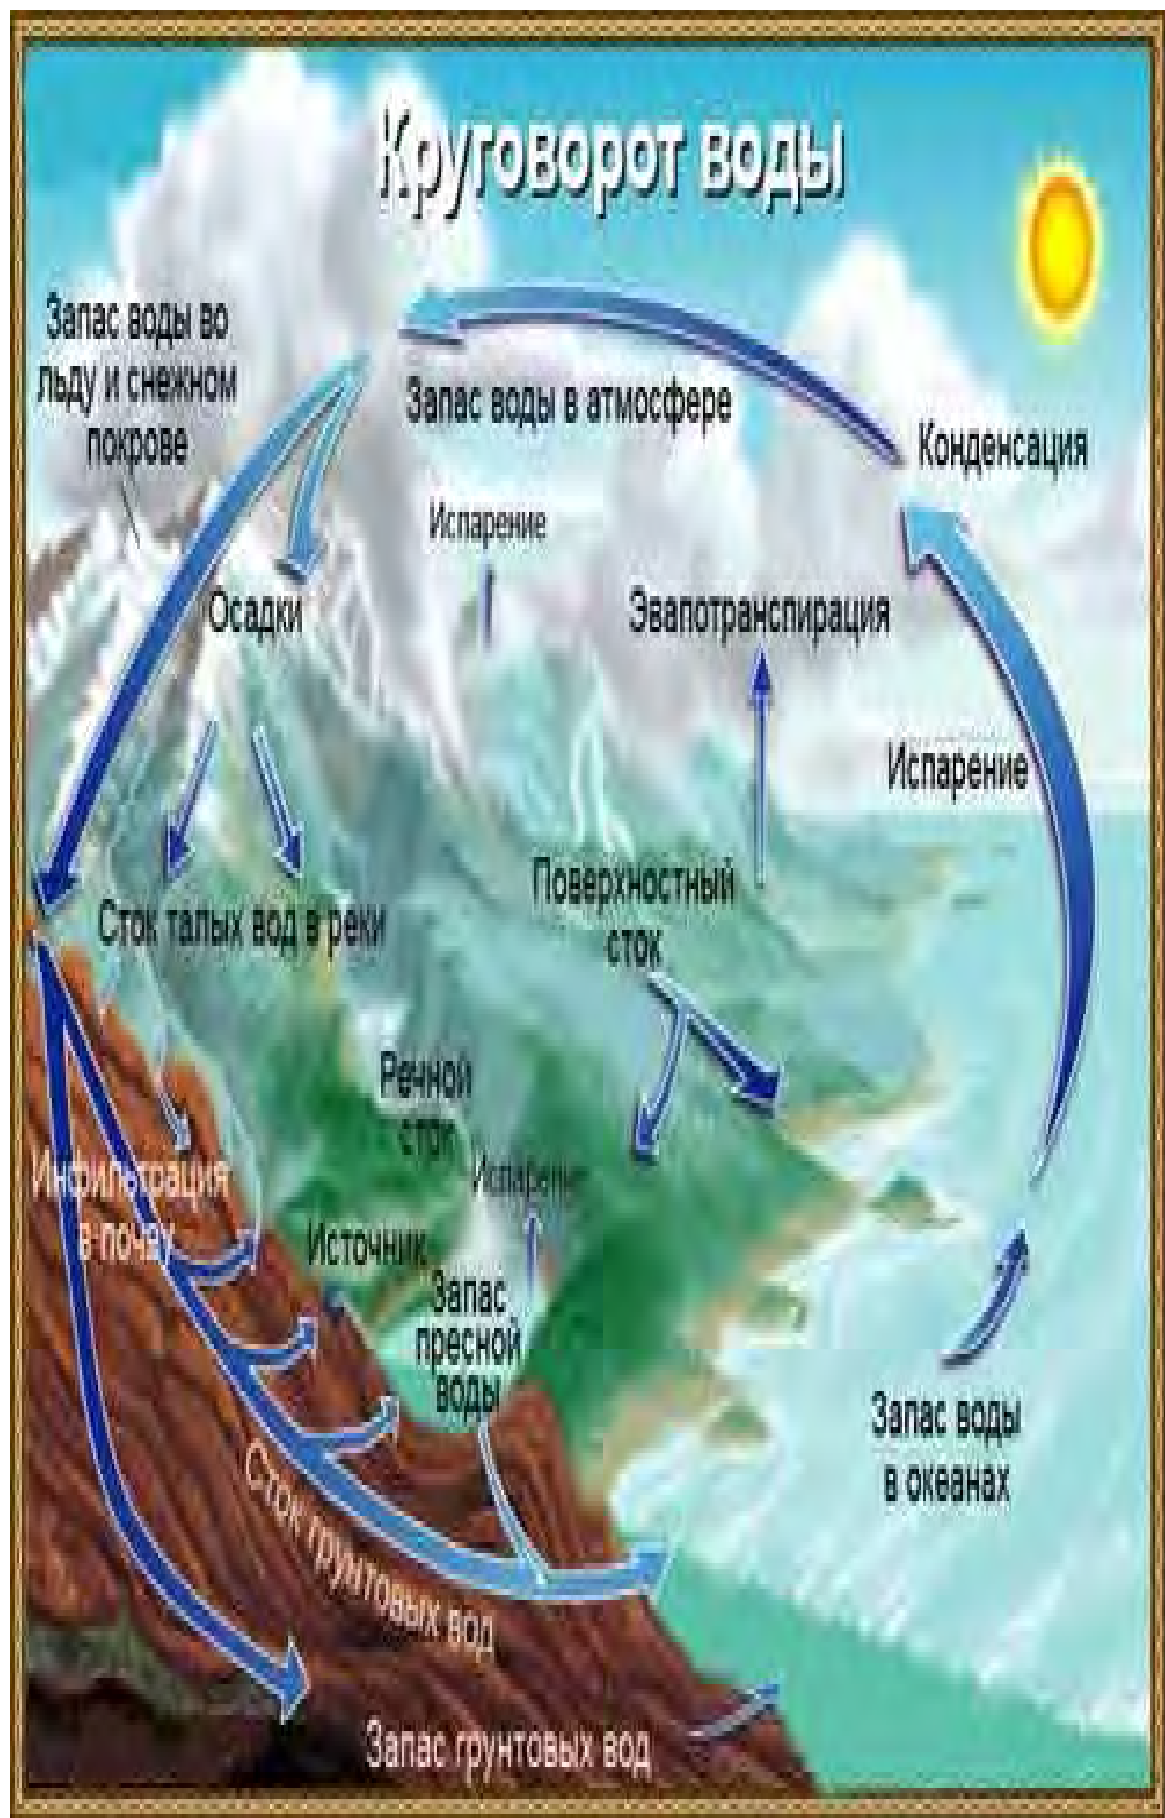 Круговорот воды
Запас воды во
льду и снежном
покрове
Запас воды в атмосфере
Конденсация
Испарение
Осадки
Эвапотранспирация
Испарение
Поверхностный
сток
Сток талых вод в реки
Речной
сток
Испарение
Инфильтрация
в почву
Источник
Запас
пресной
воды
Запас воды
в океанах
Сток грунтовых вод
Запас грунтовых вод